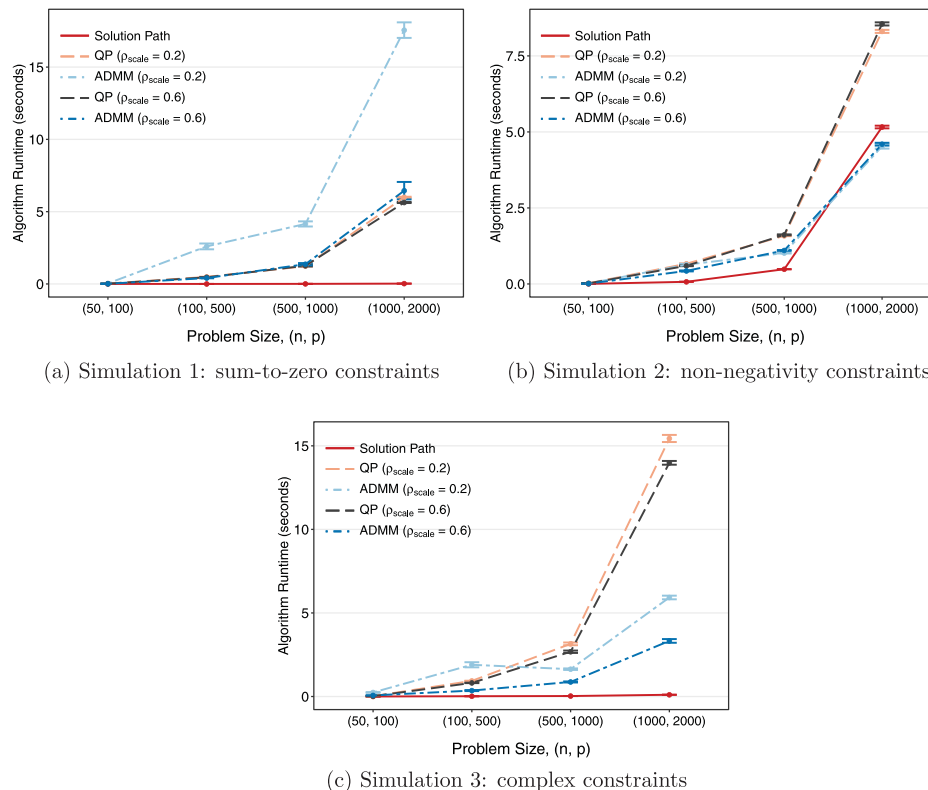 Algorithm Runtime (seconds)
15
10
5
0
Solution Path
QP (ρscale = 0.2)
ADMM (ρscale = 0.2)
QP (ρscale = 0.6)
ADMM (ρscale = 0.6)
(50, 100)
(100, 500)
(500, 1000)
(1000, 2000)
Problem Size, (n, p)
(a) Simulation 1: sum-to-zero constraints
Algorithm Runtime (seconds)
7.5
5.0
2.5
0.0
Solution Path
QP (ρscale = 0.2)
ADMM (ρscale = 0.2)
QP (ρscale = 0.6)
ADMM (ρscale = 0.6)
(50, 100)
(100, 500)
(500, 1000)
(1000, 2000)
Problem Size, (n, p)
(b) Simulation 2: non-negativity constraints
Algorithm Runtime (seconds)
15
10
5
0
Solution Path
QP (ρscale = 0.2)
ADMM (ρscale = 0.2)
QP (ρscale = 0.6)
ADMM (ρscale = 0.6)
(50, 100)
(100, 500)
(500, 1000)
(1000, 2000)
Problem Size, (n, p)
(c) Simulation 3: complex constraints